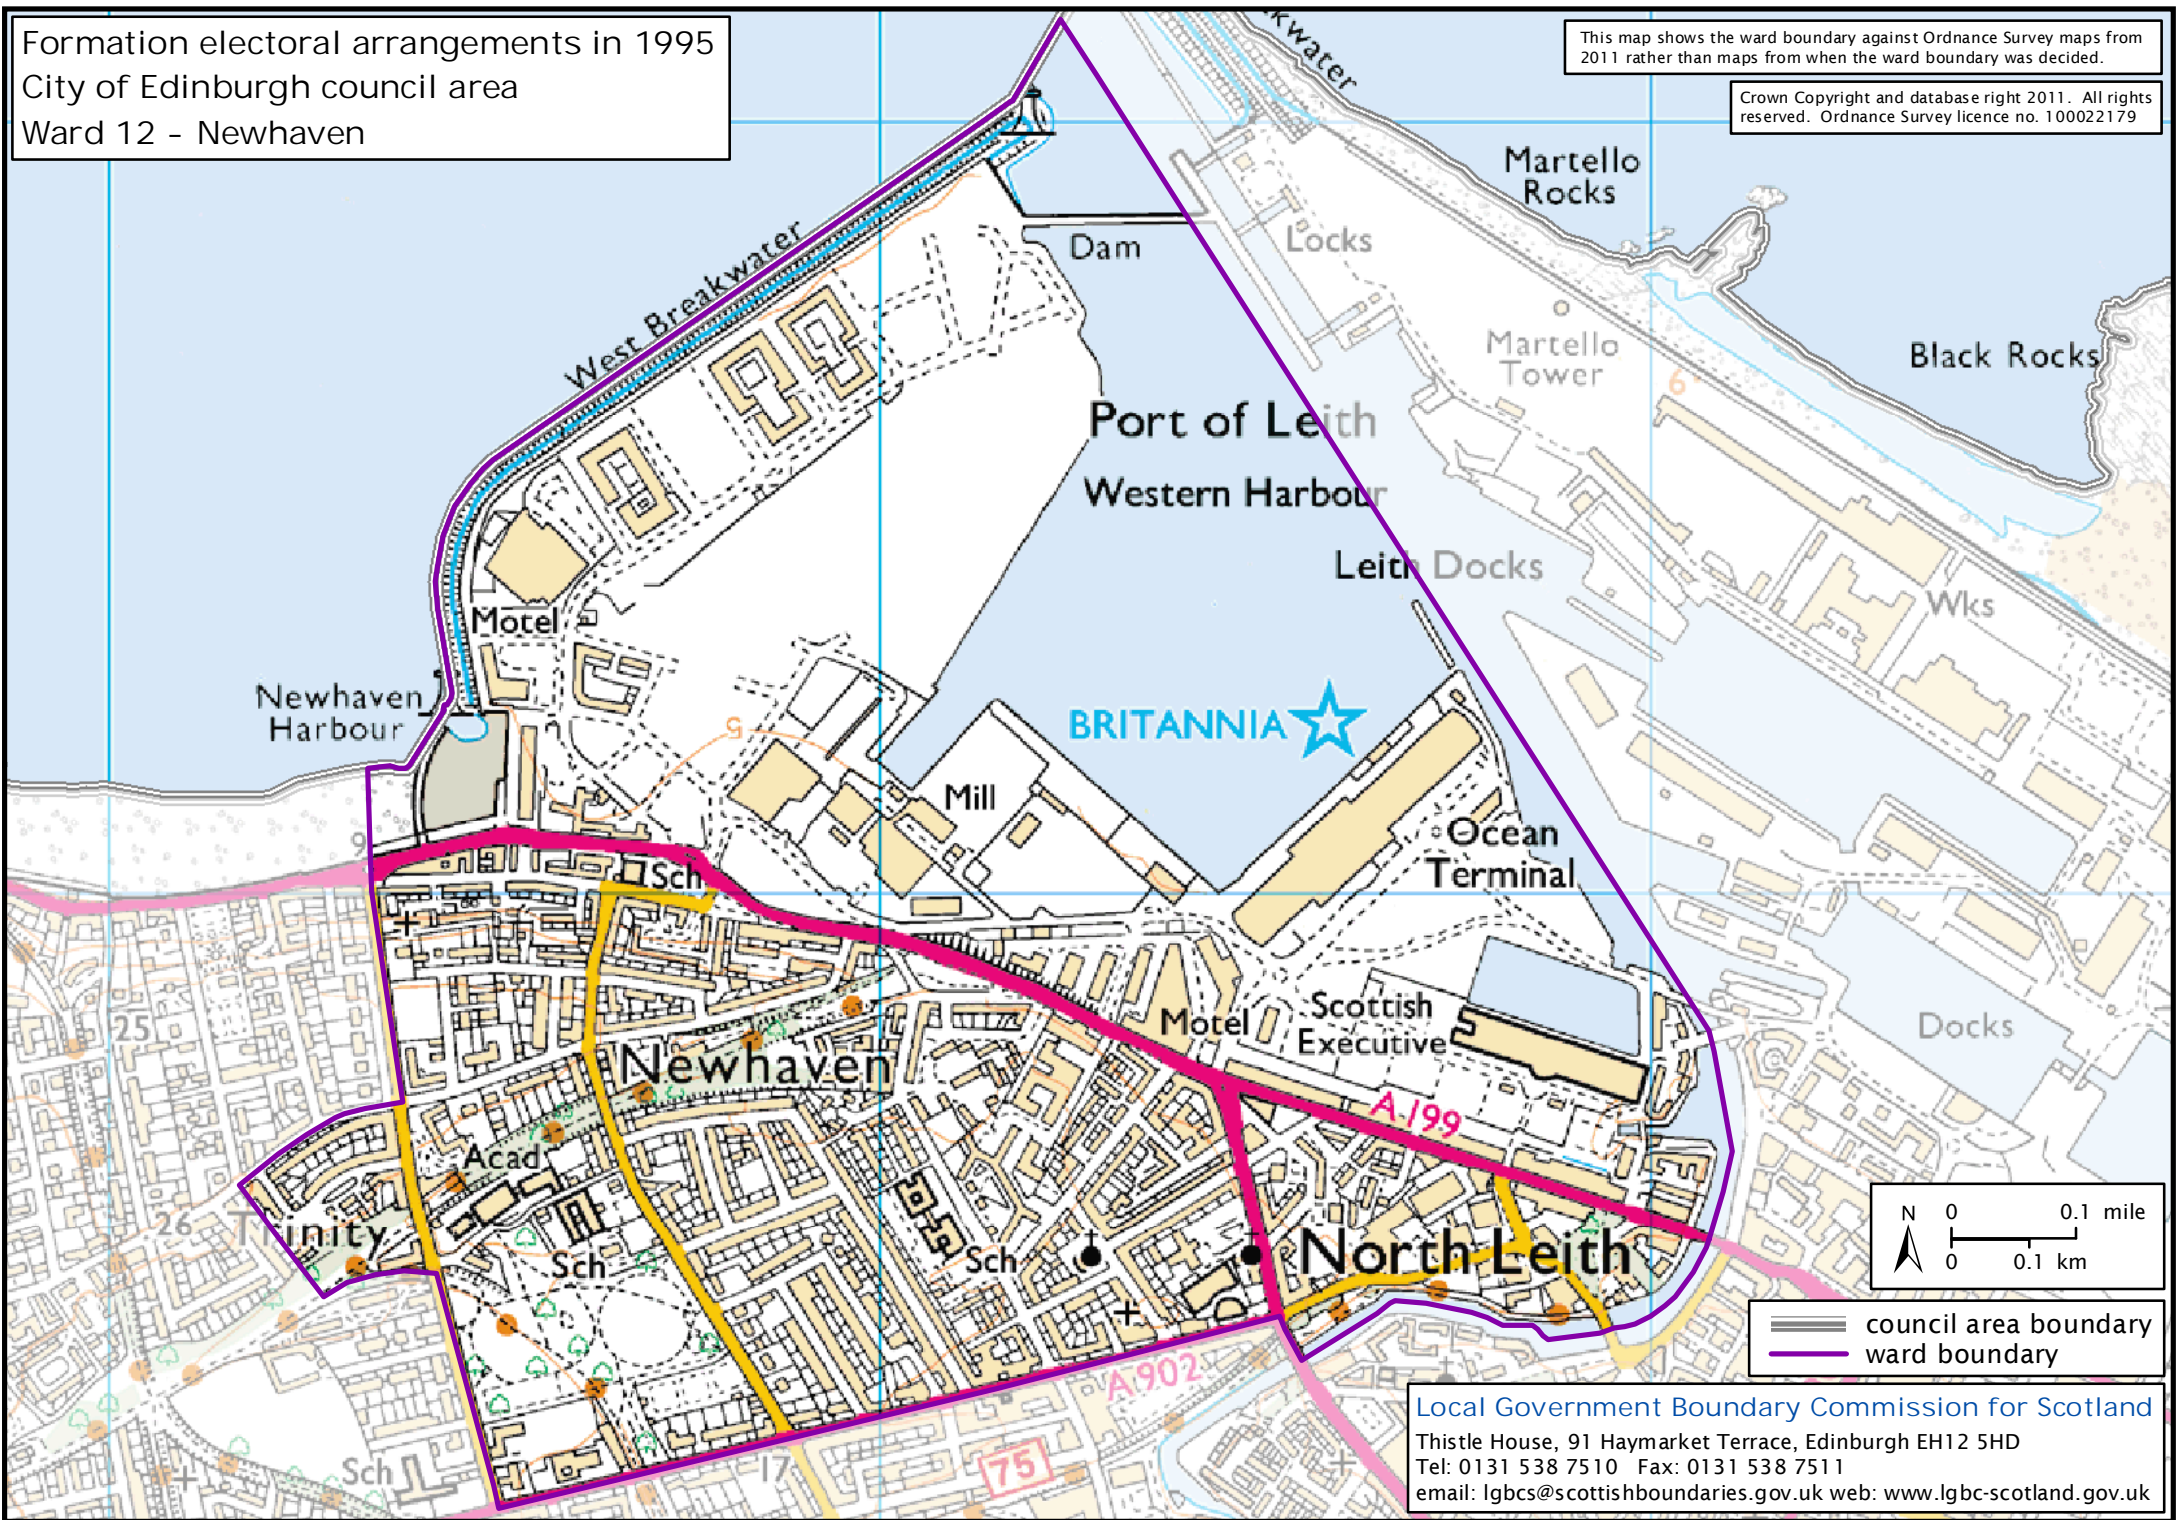 Formation electoral arrangements in 1995
City of Edinburgh council area
Ward 12 - Newhaven
This map shows the ward boundary against Ordnance Survey maps from
2011 rather than maps from when the ward boundary was decided.
Crown Copyright and database right 2011. All rights
reserved. Ordnance Survey licence no. 100022179
kwater
Martello
Rocks
Dam
Locks
West Breakwater
Martello
Tower
Black Rocks
6
Port of Leith
Western Harbour
Leith Docks
Wks
Motel
Newhaven
Harbour
BRITANNIA
5
Mill
Ocean
Terminal
9
Sch
25
Motel
Scottish
Executive
Docks
Newhaven
A199
Acad
Trinity
26
Sch
Sch
North Leith
N 0 0.1 mile
0 0.1 km
A902
council area boundary
ward boundary
Sch
17
75
Local Government Boundary Commission for Scotland
Thistle House, 91 Haymarket Terrace, Edinburgh EH12 5HD
Tel: 0131 538 7510 Fax: 0131 538 7511
email: lgbcs@scottishboundaries.gov.uk web: www.lgbc-scotland.gov.uk